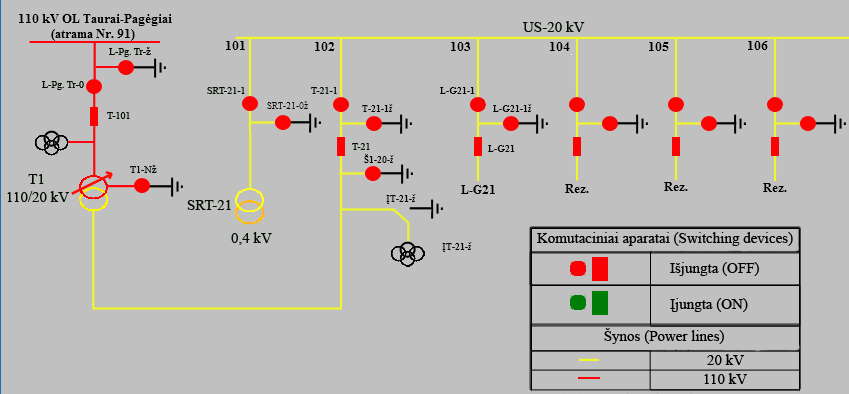 110 kV OL Taurai-Pagėgiai
(atrama Nr. 91)
US-20 kV
101
102
103
104
105
106
L-Pg. Tr-ž
L-Pg. Tr-0
T-101
T1-Nž
T1
110/20 kV
SRT-21-1
SRT-21-0ž
SRT-21
0,4 kV
T-21-1
T-21-1ž
T-21
Š1-20-ž
ĮT-21-ž
ĮT-21-ž
L-G21-1
L-G21-1ž
L-G21
L-G21
Rez.
Rez.
Rez.
Komutaciniai aparatai (Switching devices)
Išjungta (OFF)
Įjungta (ON)
Šynos (Power lines)
20 kV
110 kV